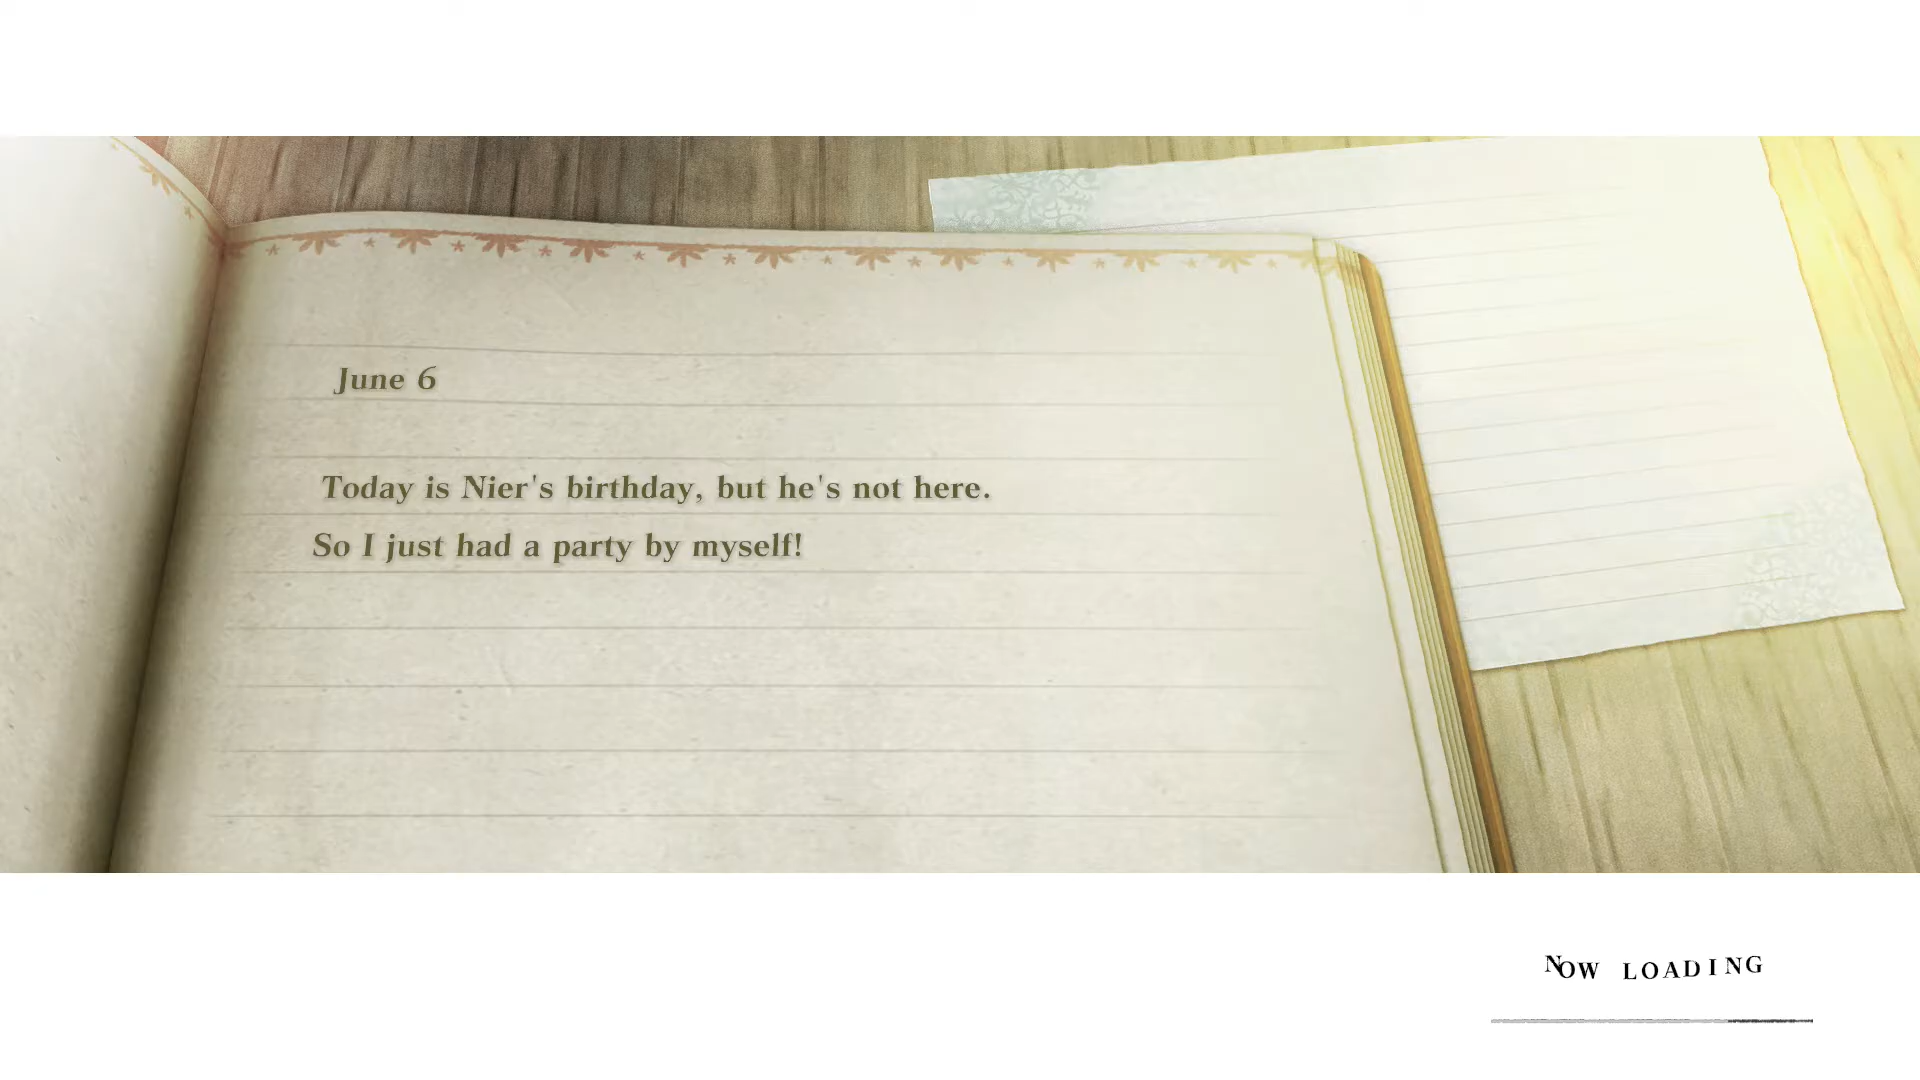 June 6
Today is Nier's birthday, but he's not here.
So I just had a party by myself!
NOW LOADING